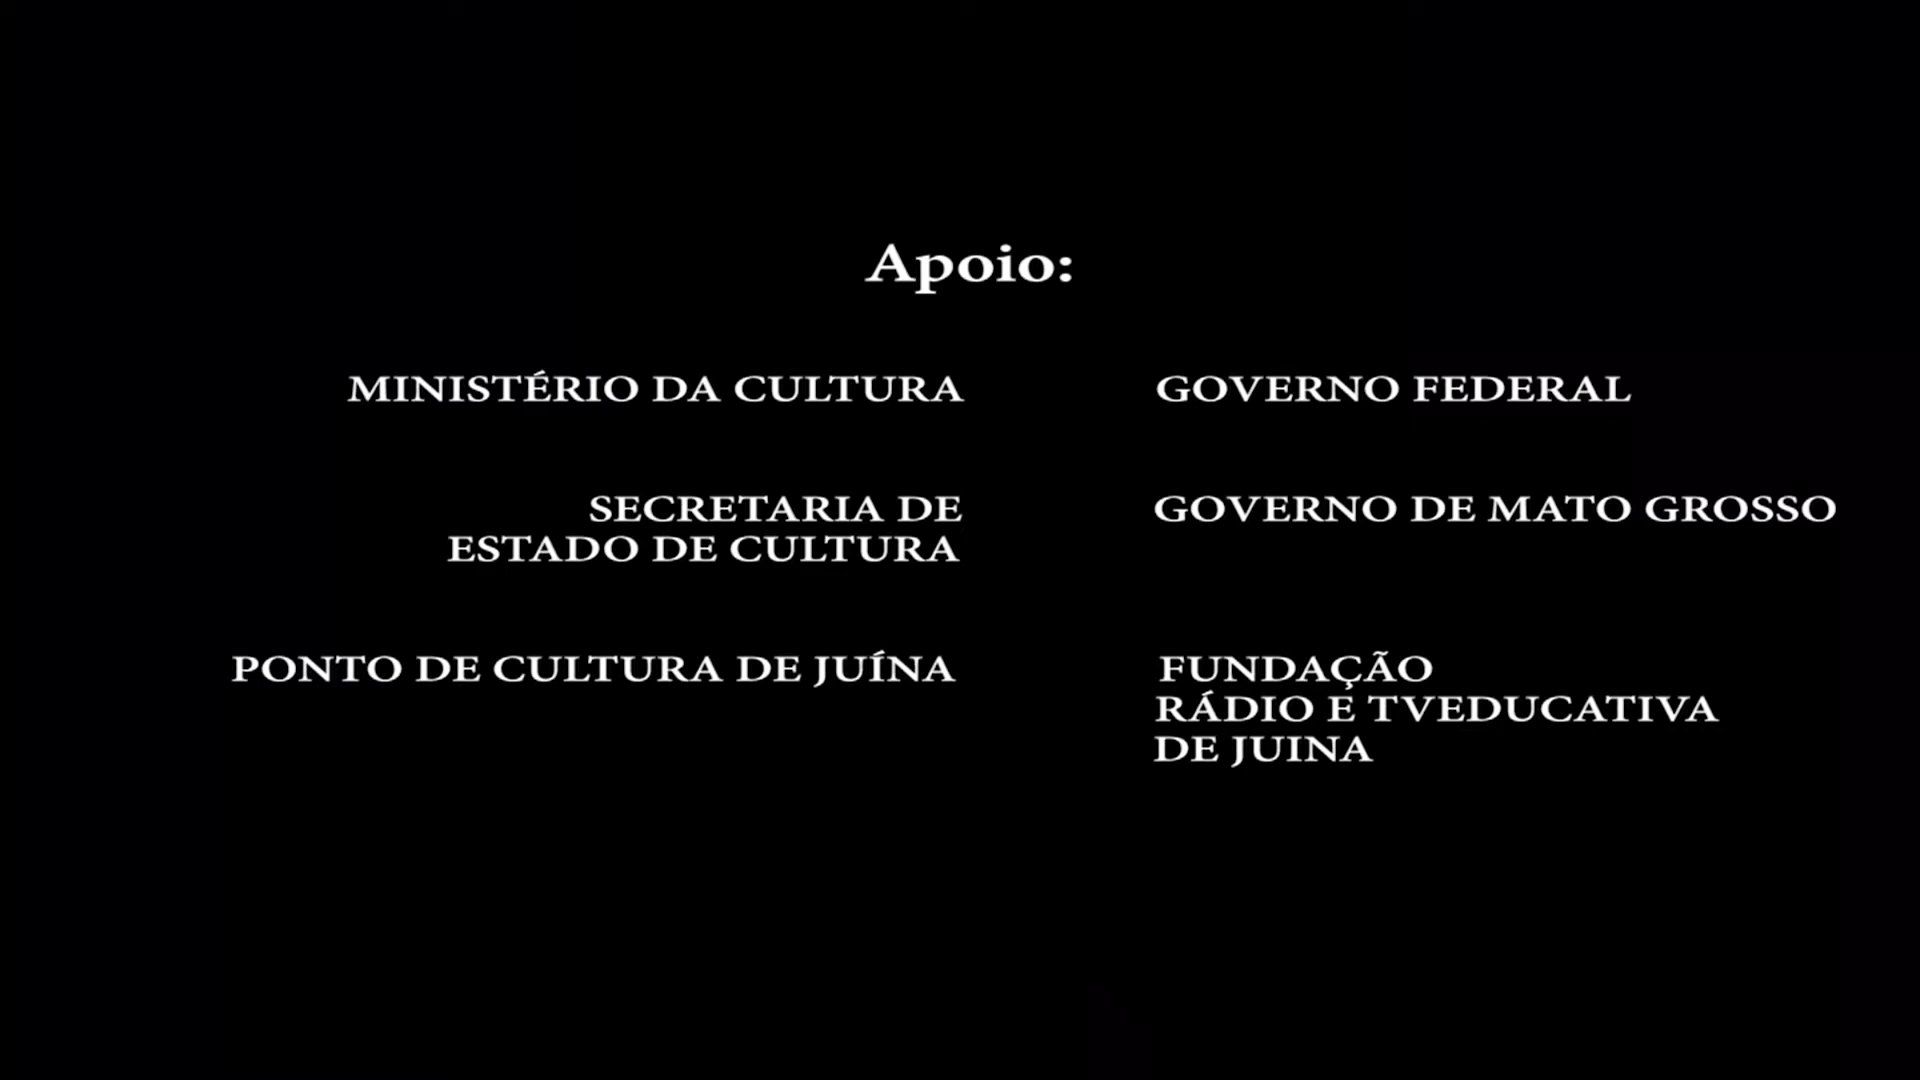 Apoio:
MINISTÉRIO DA CULTURA
GOVERNO FEDERAL
SECRETARIA DE
ESTADO DE CULTURA
GOVERNO DE MATO GROSSO
PONTO DE CULTURA DE JUÍNA
FUNDAÇÃO
RÁDIO E TVEDUCATIVA
DE JUINA